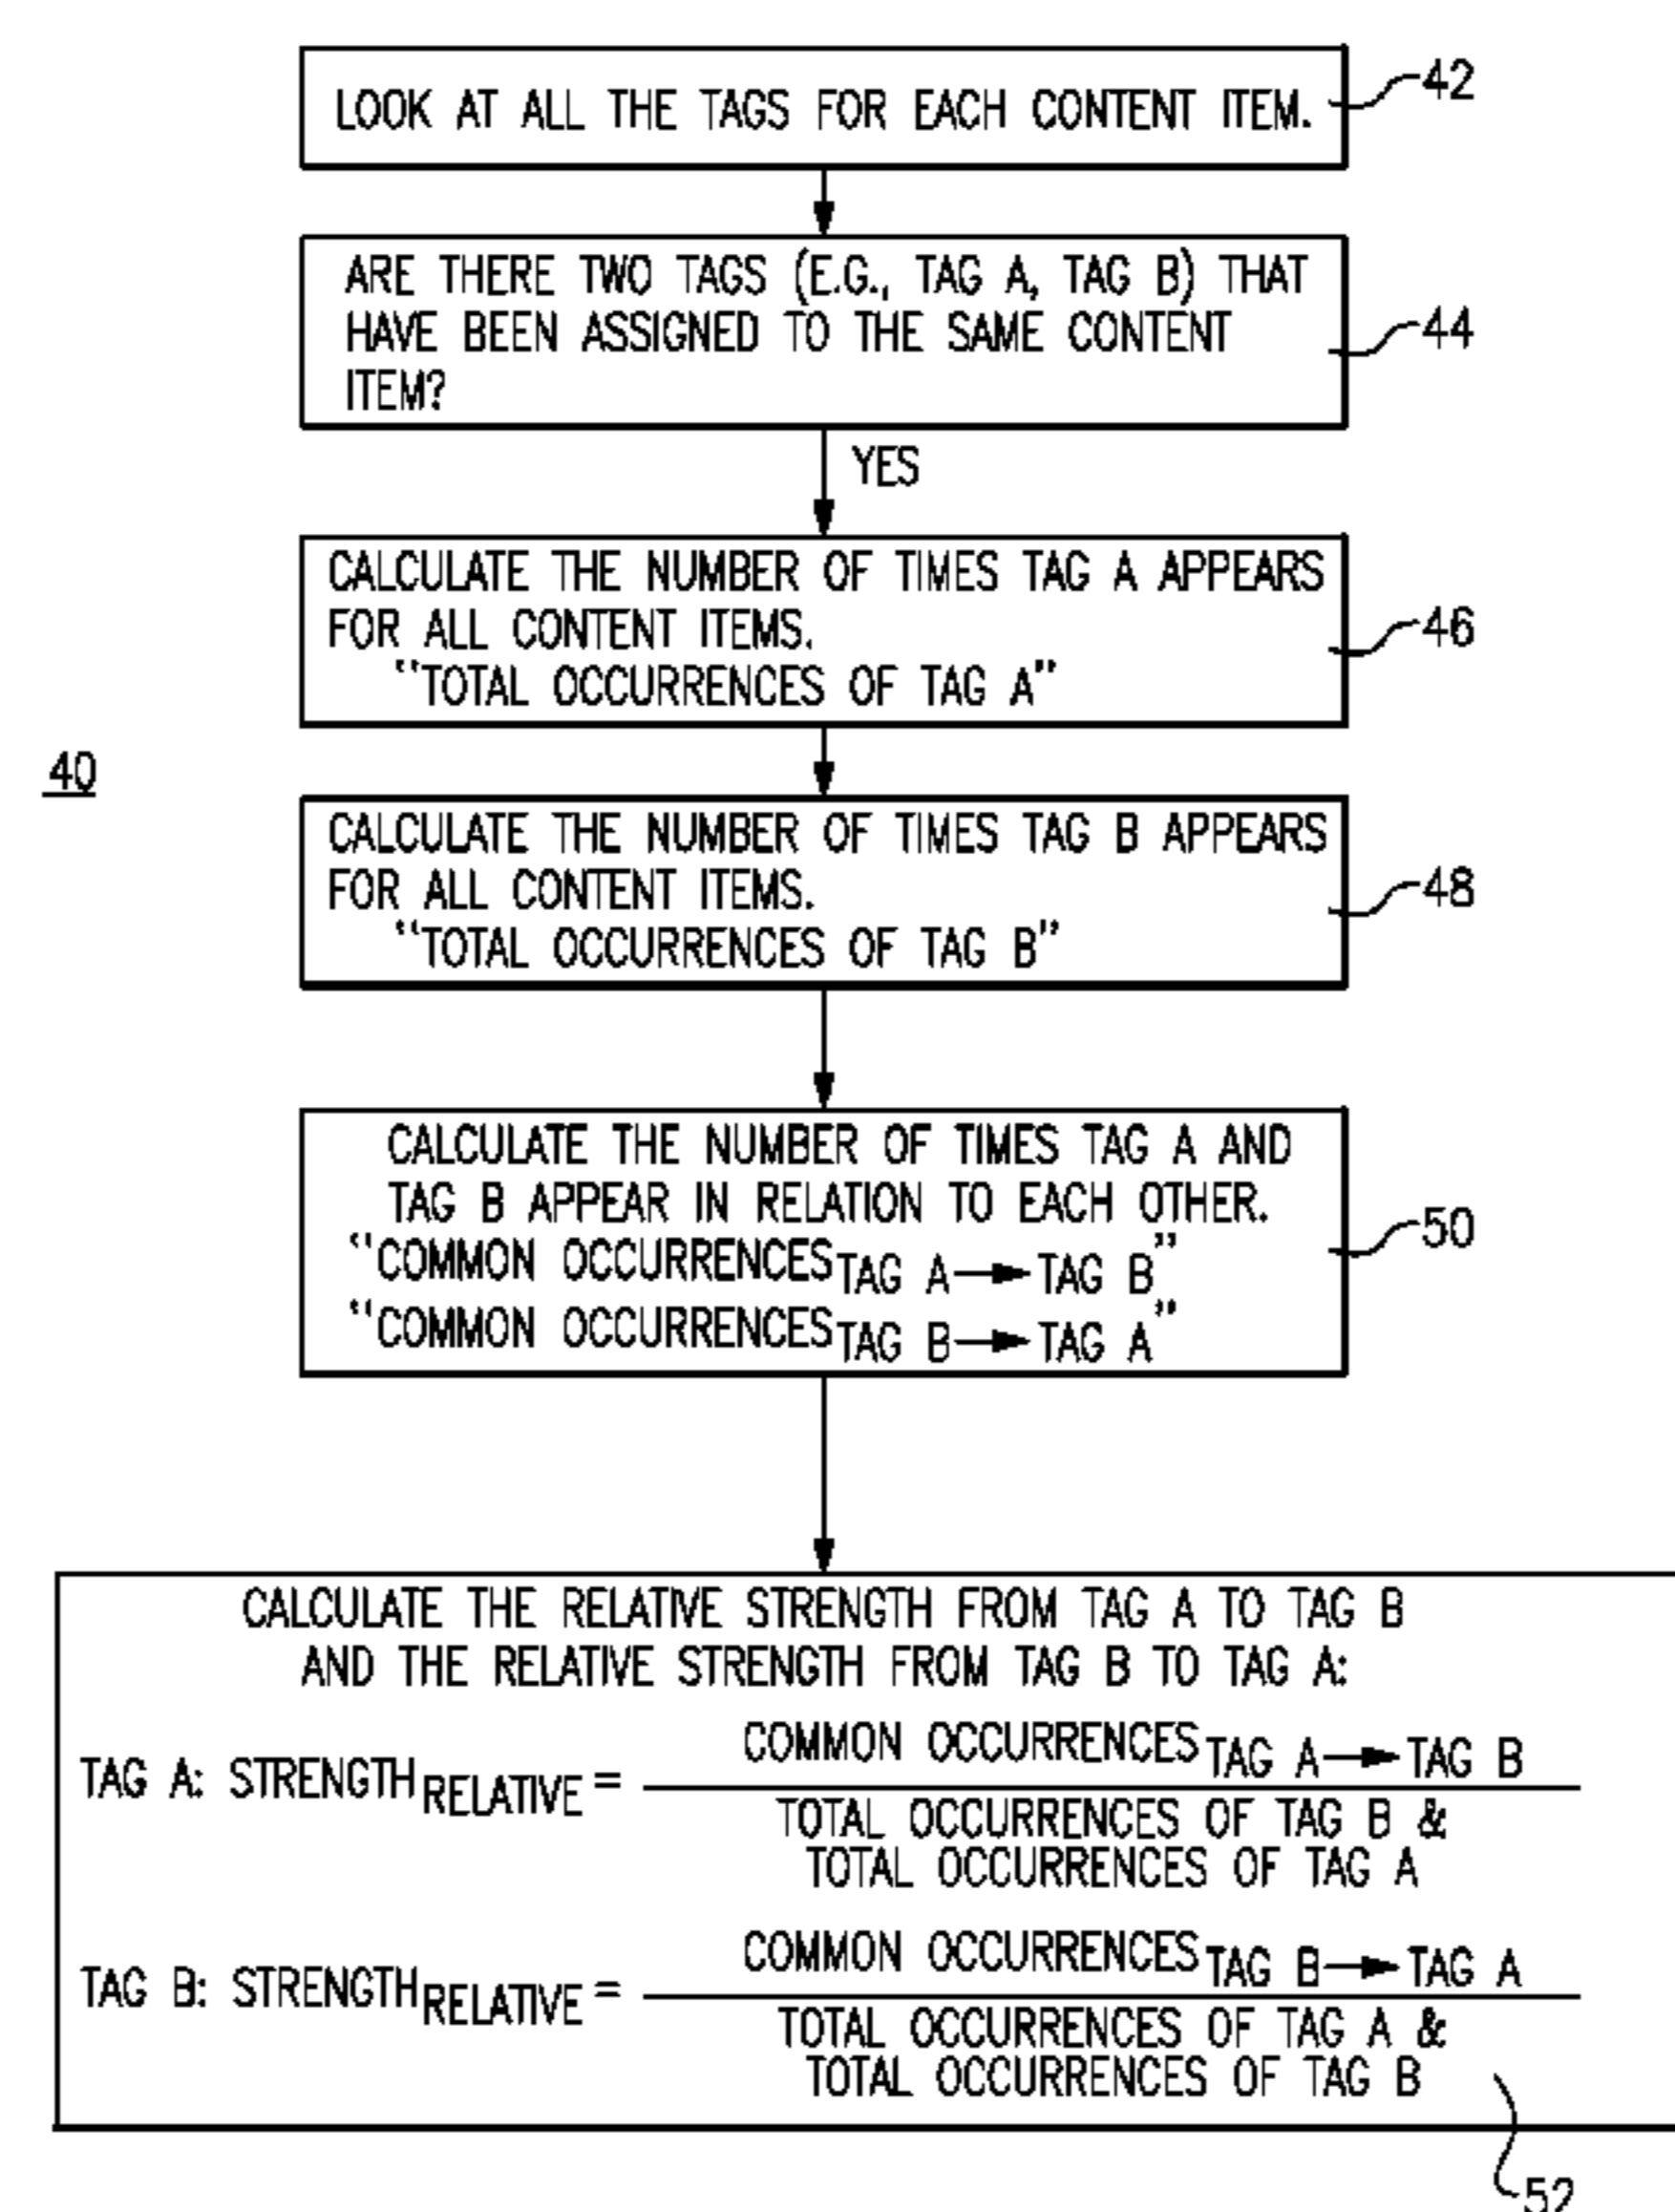 LOOK AT ALL THE TAGS FOR EACH CONTENT ITEM.
42
ARE THERE TWO TAGS (E.G., TAG A, TAG B) THAT
HAVE BEEN ASSIGNED TO THE SAME CONTENT
ITEM?
44
YES
CALCULATE THE NUMBER OF TIMES TAG A APPEARS
FOR ALL CONTENT ITEMS.
"TOTAL OCCURRENCES OF TAG A"
46
40
CALCULATE THE NUMBER OF TIMES TAG B APPEARS
FOR ALL CONTENT ITEMS.
"TOTAL OCCURRENCES OF TAG B"
48
CALCULATE THE NUMBER OF TIMES TAG A AND
TAG B APPEAR IN RELATION TO EACH OTHER.
"COMMON OCCURRENCES TAG A→TAG B"
"COMMON OCCURRENCES TAG B→TAG A"
50
CALCULATE THE RELATIVE STRENGTH FROM TAG A TO TAG B
AND THE RELATIVE STRENGTH FROM TAG B TO TAG A:
COMMON OCCURRENCES TAG A→TAG B
TAG A: STRENGTH RELATIVE =
TOTAL OCCURRENCES OF TAG B &
TOTAL OCCURRENCES OF TAG A
COMMON OCCURRENCES TAG B→TAG A
TAG B: STRENGTH RELATIVE =
TOTAL OCCURRENCES OF TAG A &
TOTAL OCCURRENCES OF TAG B
52